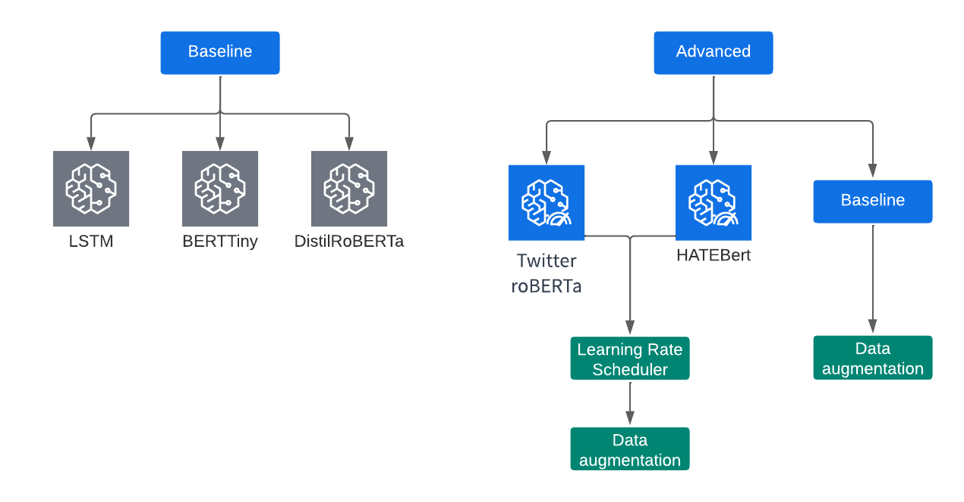 Baseline
Advanced
LSTM
BERTTiny
DistilRoBERTa
Twitter
roBERTa
HATEBert
Baseline
Learning Rate
Scheduler
Data
augmentation
Data
augmentation